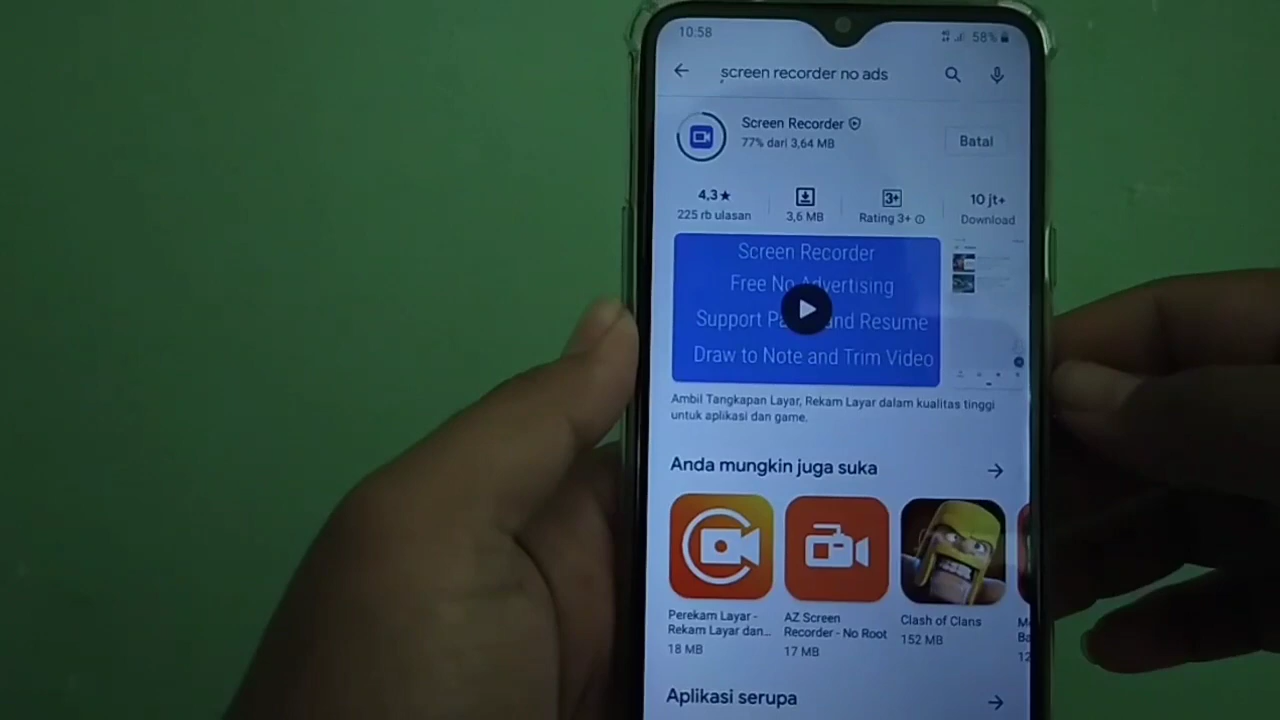 10:58
58%
screen recorder no ads
Screen Recorder
77% dari 3,64 MB
Batal
4,3★
225 rb ulasan
3,6 MB
3+
Rating 3+
10 jt+
Download
Screen Recorder
Free No Advertising
Support and Resume
Draw to Note and Trim Video
Ambil Tangkapan Layar, Rekam Layar dalam kualitas tinggi
untuk aplikasi dan game.
Anda mungkin juga suka
Perekam Layar -
Rekam Layar dan...
18 MB
AZ Screen
Recorder - No Root
17 MB
Clash of Clans
152 MB
Aplikasi serupa